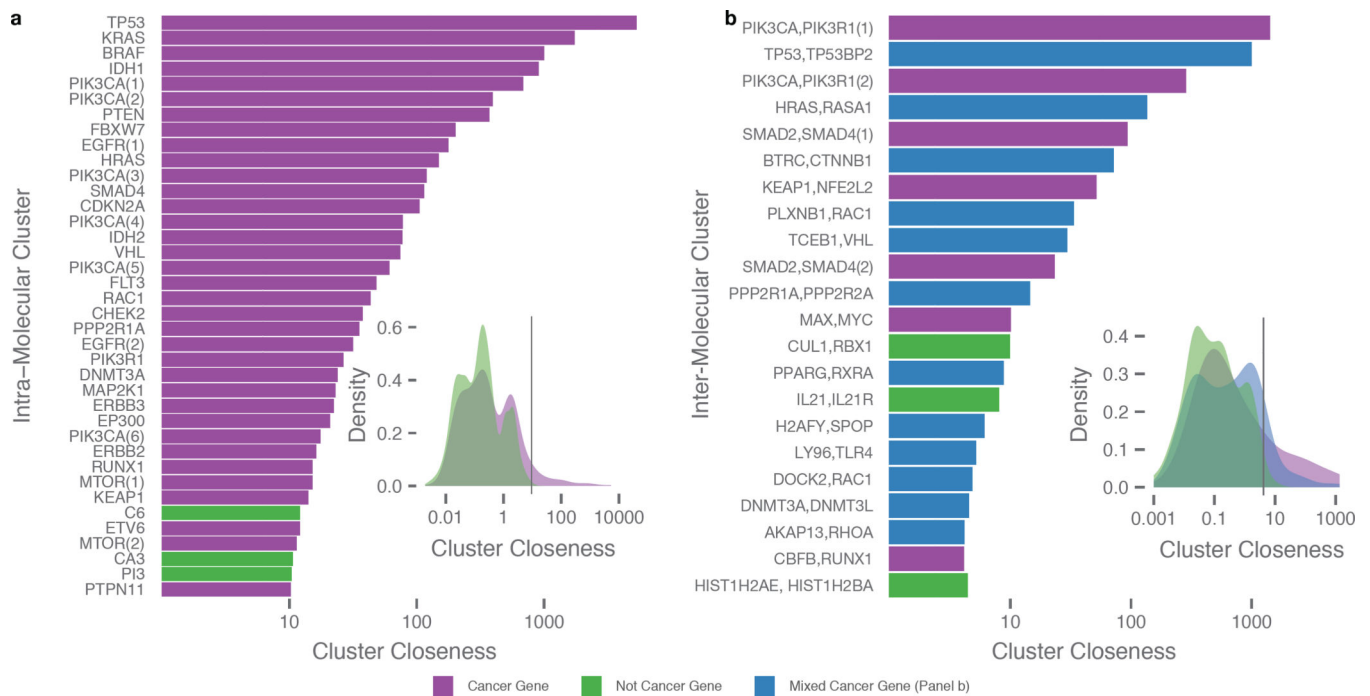 a
Intra−Molecular Cluster
TP53
KRAS
BRAF
IDH1
PIK3CA(1)
PIK3CA(2)
PTEN
FBXW7
EGFR(1)
HRAS
PIK3CA(3)
SMAD4
CDKN2A
PIK3CA(4)
IDH2
VHL
PIK3CA(5)
FLT3
RAC1
CHEK2
PPP2R1A
EGFR(2)
PIK3R1
DNMT3A
MAP2K1
ERBB3
EP300
PIK3CA(6)
ERBB2
RUNX1
MTOR(1)
KEAP1
C6
ETV6
MTOR(2)
CA3
PI3
PTPN11
10 100 1000
Cluster Closeness
Density
0.6
0.4
0.2
0.0
0.01 1 100 10000
Cluster Closeness
b
Inter-Molecular Cluster
PIK3CA,PIK3R1(1)
TP53,TP53BP2
PIK3CA,PIK3R1(2)
HRAS,RASA1
SMAD2,SMAD4(1)
BTRC,CTNNB1
KEAP1,NFE2L2
PLXNB1,RAC1
TCEB1,VHL
SMAD2,SMAD4(2)
PPP2R1A,PPP2R2A
MAX,MYC
CUL1,RBX1
PPARG,RXRA
IL21,IL21R
H2AFY,SPOP
LY96,TLR4
DOCK2,RAC1
DNMT3A,DNMT3L
AKAP13,RHOA
CBFB,RUNX1
HIST1H2AE, HIST1H2BA
10 100 1000
Cluster Closeness
Density
0.4
0.3
0.2
0.1
0.0
0.001 0.1 10 1000
Cluster Closeness
Cancer Gene Not Cancer Gene Mixed Cancer Gene (Panel b)